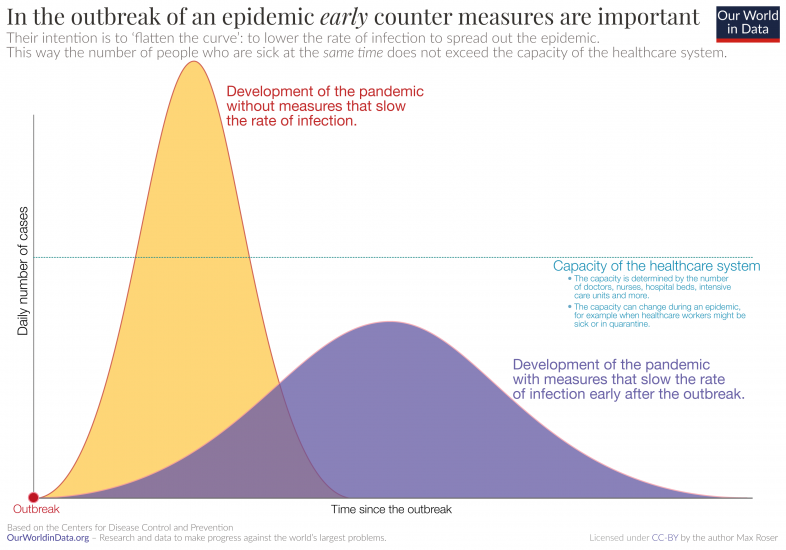 In the outbreak of an epidemic early counter measures are important
Our World
in Data
Their intention is to 'flatten the curve': to lower the rate of infection to spread out the epidemic.
This way the number of people who are sick at the same time does not exceed the capacity of the healthcare system.
Development of the pandemic
without measures that slow
the rate of infection.
Daily number of cases
Capacity of the healthcare system
• The capacity is determined by the number
of doctors, nurses, hospital beds, intensive
care units and more.
• The capacity can change during an epidemic,
for example when healthcare workers might be
sick or in quarantine.
Development of the pandemic
with measures that slow the rate
of infection early after the outbreak.
Outbreak
Time since the outbreak
Based on the Centers for Disease Control and Prevention
OurWorldinData.org – Research and data to make progress against the world's largest problems.
Licensed under CC-BY by the author Max Roser